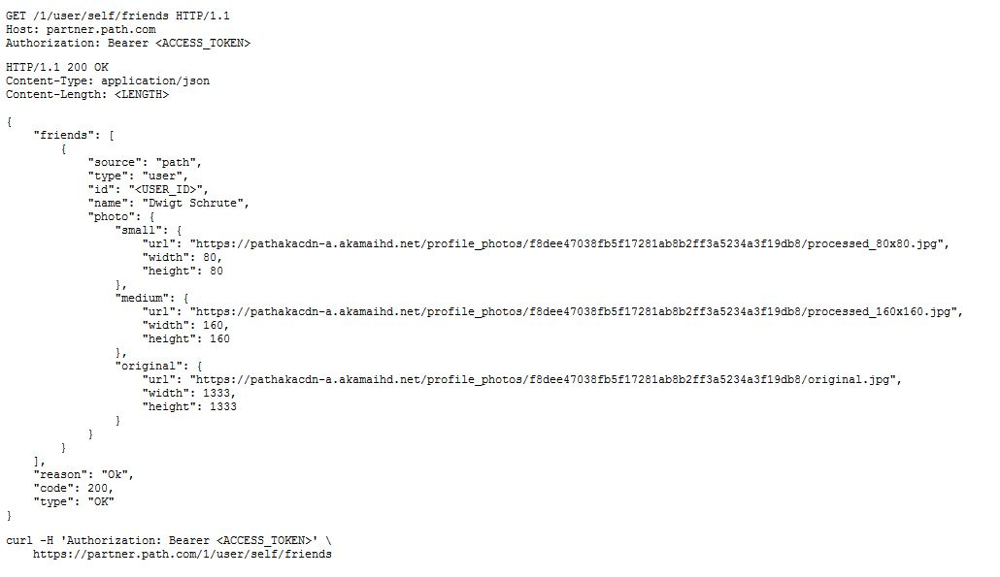 GET /1/user/self/friends HTTP/1.1
Host: partner.path.com
Authorization: Bearer <ACCESS_TOKEN>
HTTP/1.1 200 OK
Content-Type: application/json
Content-Length: <LENGTH>
{
    "friends": [
        {
            "source": "path",
            "type": "user",
            "id": "<USER_ID>",
            "name": "Dwigt Schrute",
            "photo": {
                "small": {
                    "url": "https://pathakacdn-a.akamaihd.net/profile_photos/f8dee47038fb5f17281ab8b2ff3a5234a3f19db8/processed_80x80.jpg",
                    "width": 80,
                    "height": 80
                },
                "medium": {
                    "url": "https://pathakacdn-a.akamaihd.net/profile_photos/f8dee47038fb5f17281ab8b2ff3a5234a3f19db8/processed_160x160.jpg",
                    "width": 160,
                    "height": 160
                },
                "original": {
                    "url": "https://pathakacdn-a.akamaihd.net/profile_photos/f8dee47038fb5f17281ab8b2ff3a5234a3f19db8/original.jpg",
                    "width": 1333,
                    "height": 1333
                }
            }
        }
    ],
    "reason": "Ok",
    "code": 200,
    "type": "OK"
}
curl -H 'Authorization: Bearer <ACCESS_TOKEN>' \
    https://partner.path.com/1/user/self/friends